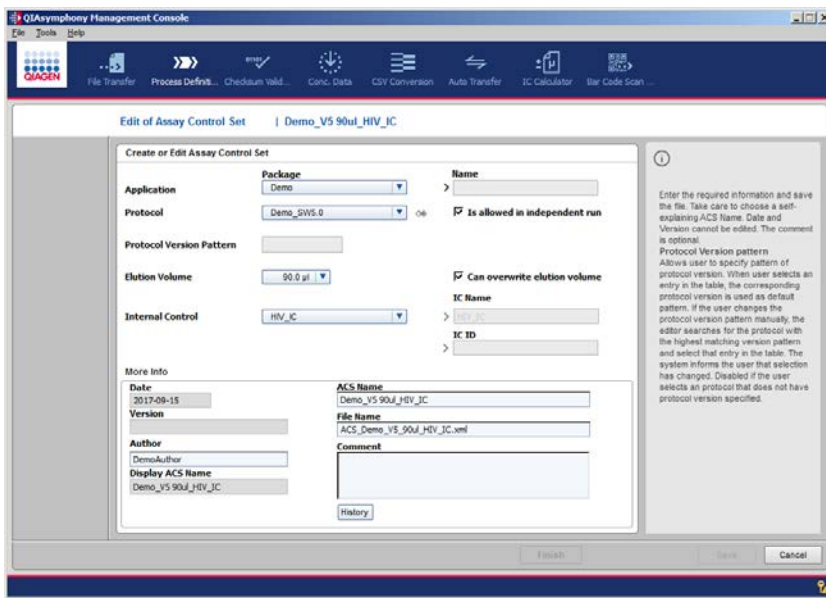 QIAsymphony Management Console
File Tools Help
QIAGEN
File Transfer Process Definiti... Checksum Valid... Conc. Data CSV Conversion Auto Transfer IC Calculator Bar Code Scan ...
Edit of Assay Control Set | Demo_V5 90ul_HIV_IC
Create or Edit Assay Control Set
Package Name
Application Demo
Protocol Demo_SW5.0 Is allowed in independent run
Protocol Version Pattern
Elution Volume 90.0 µl Can overwrite elution volume
IC Name
Internal Control HIV_IC HIV_IC
IC ID
More Info
Date ACS Name
2017-09-15 Demo_V5 90ul_HIV_IC
Version File Name
ACS_Demo_V5_90ul_HIV_IC.xml
Author Comment
DemoAuthor
Display ACS Name
Demo_V5 90ul_HIV_IC
History
Enter the required information and save
the file. Take care to choose a self-
explaining ACS Name. Date and
Version cannot be edited. The comment
is optional.
Protocol Version pattern
Allows user to specify pattern of
protocol version. When user selects an
entry in the table, the corresponding
protocol version is used as default
pattern. If the user changes the
protocol version pattern manually, the
editor searches for the protocol with
the highest matching version pattern
and select that entry in the table. The
system informs the user that selection
has changed. Disabled if the user
selects an protocol that does not have
protocol version specified.
Finish Save Cancel